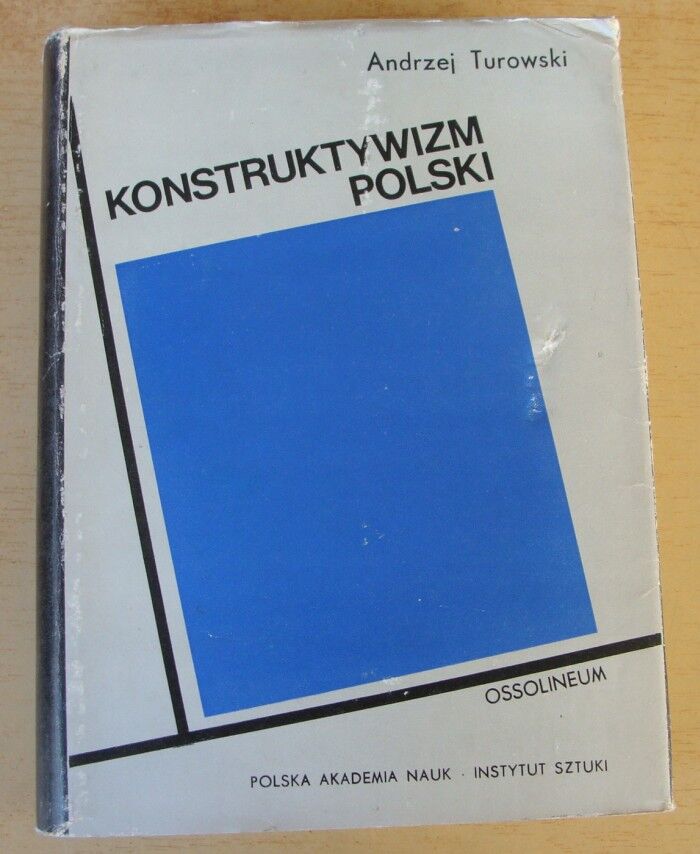 Andrzej Turowski
KONSTRUKTYWIZM
POLSKI
OSSOLINEUM
POLSKA AKADEMIA NAUK · INSTYTUT SZTUKI